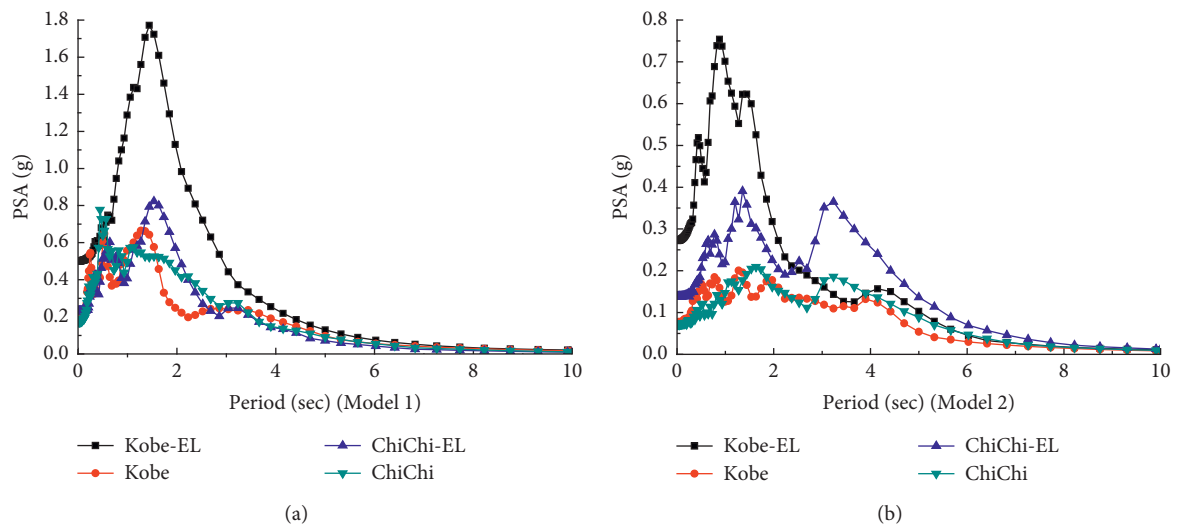 PSA (g)
1.8
1.6
1.4
1.2
1.0
0.8
0.6
0.4
0.2
0.0
0 2 4 6 8 10
Period (sec) (Model 1)
Kobe-EL
Kobe
ChiChi-EL
ChiChi
(a)
PSA (g)
0.8
0.7
0.6
0.5
0.4
0.3
0.2
0.1
0.0
0 2 4 6 8 10
Period (sec) (Model 2)
Kobe-EL
Kobe
ChiChi-EL
ChiChi
(b)